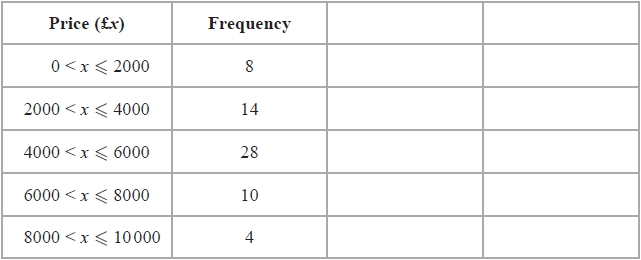 Price (£x) Frequency
0 < x ⩽ 2000 8
2000 < x ⩽ 4000 14
4000 < x ⩽ 6000 28
6000 < x ⩽ 8000 10
8000 < x ⩽ 10 000 4